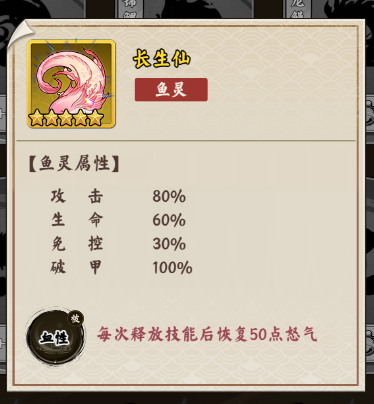 长生仙
鱼灵
【鱼灵属性】
攻击 80%
生命 60%
免控 30%
破甲 100%
血性
每次释放技能后恢复50点怒气